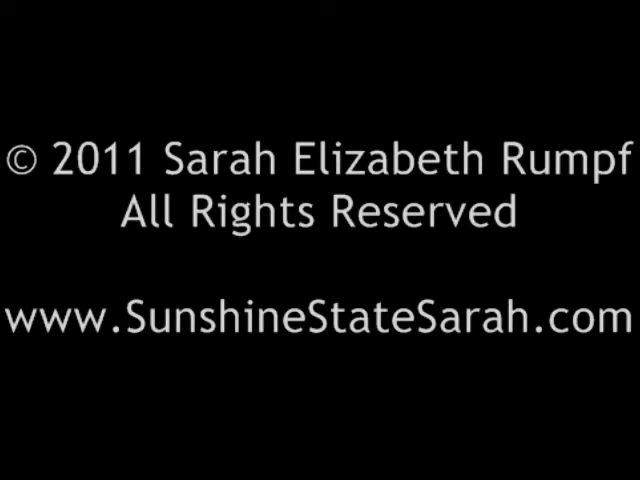 © 2011 Sarah Elizabeth Rumpf
All Rights Reserved
www.SunshineStateSarah.com